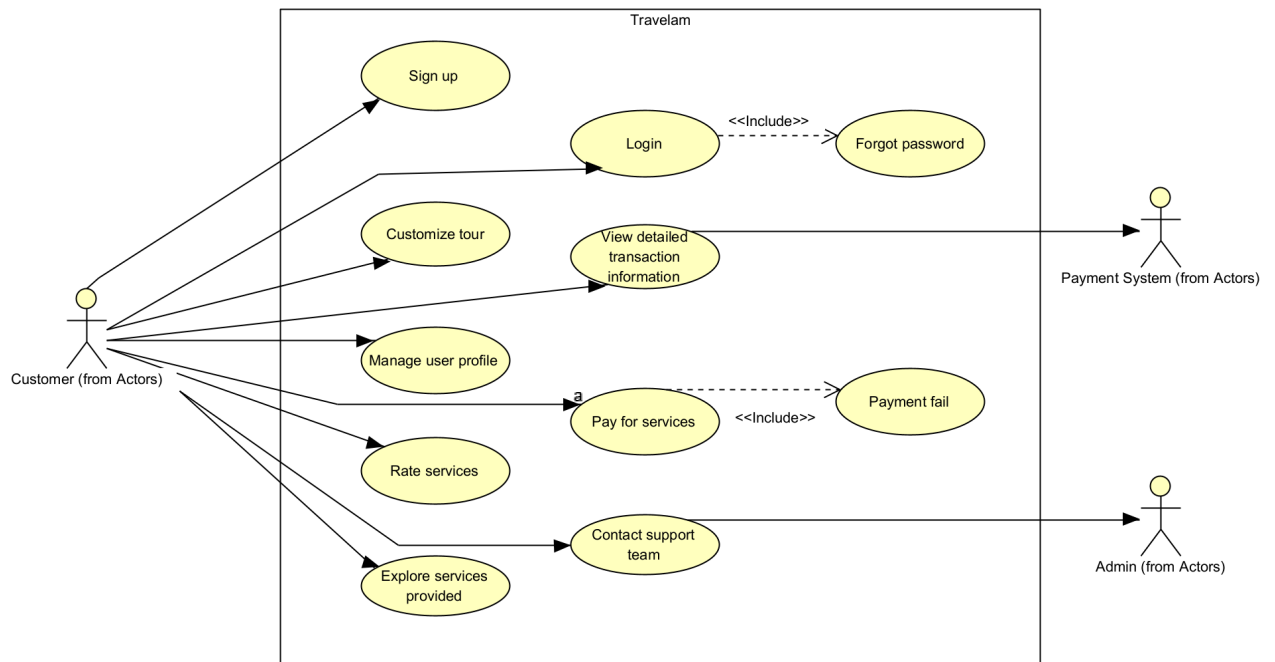 Travelam
Sign up
Login
<<Include>>
Forgot password
Customize tour
View detailed
transaction
information
Payment System (from Actors)
Customer (from Actors)
Manage user profile
a
Pay for services
<<Include>>
Payment fail
Rate services
Contact support
team
Admin (from Actors)
Explore services
provided